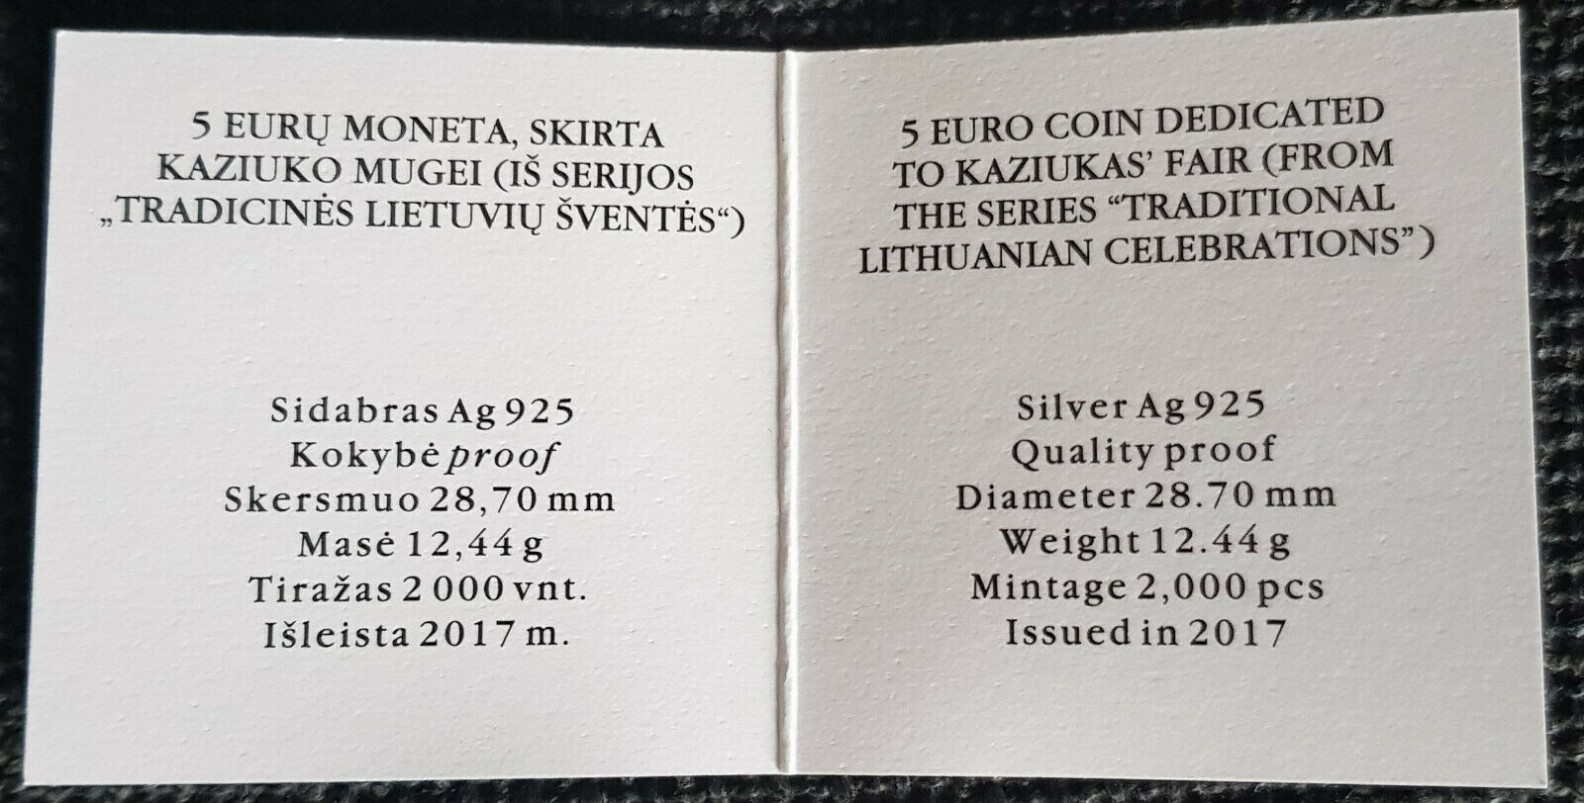 5 EURŲ MONETA, SKIRTA
KAZIUKO MUGEI (IŠ SERIJOS
„TRADICINĖS LIETUVIŲ ŠVENTĖS“)
Sidabras Ag 925
Kokybė proof
Skersmuo 28,70 mm
Masė 12,44 g
Tiražas 2 000 vnt.
Išleista 2017 m.
5 EURO COIN DEDICATED
TO KAZIUKAS’ FAIR (FROM
THE SERIES “TRADITIONAL
LITHUANIAN CELEBRATIONS”)
Silver Ag 925
Quality proof
Diameter 28.70 mm
Weight 12.44 g
Mintage 2,000 pcs
Issued in 2017